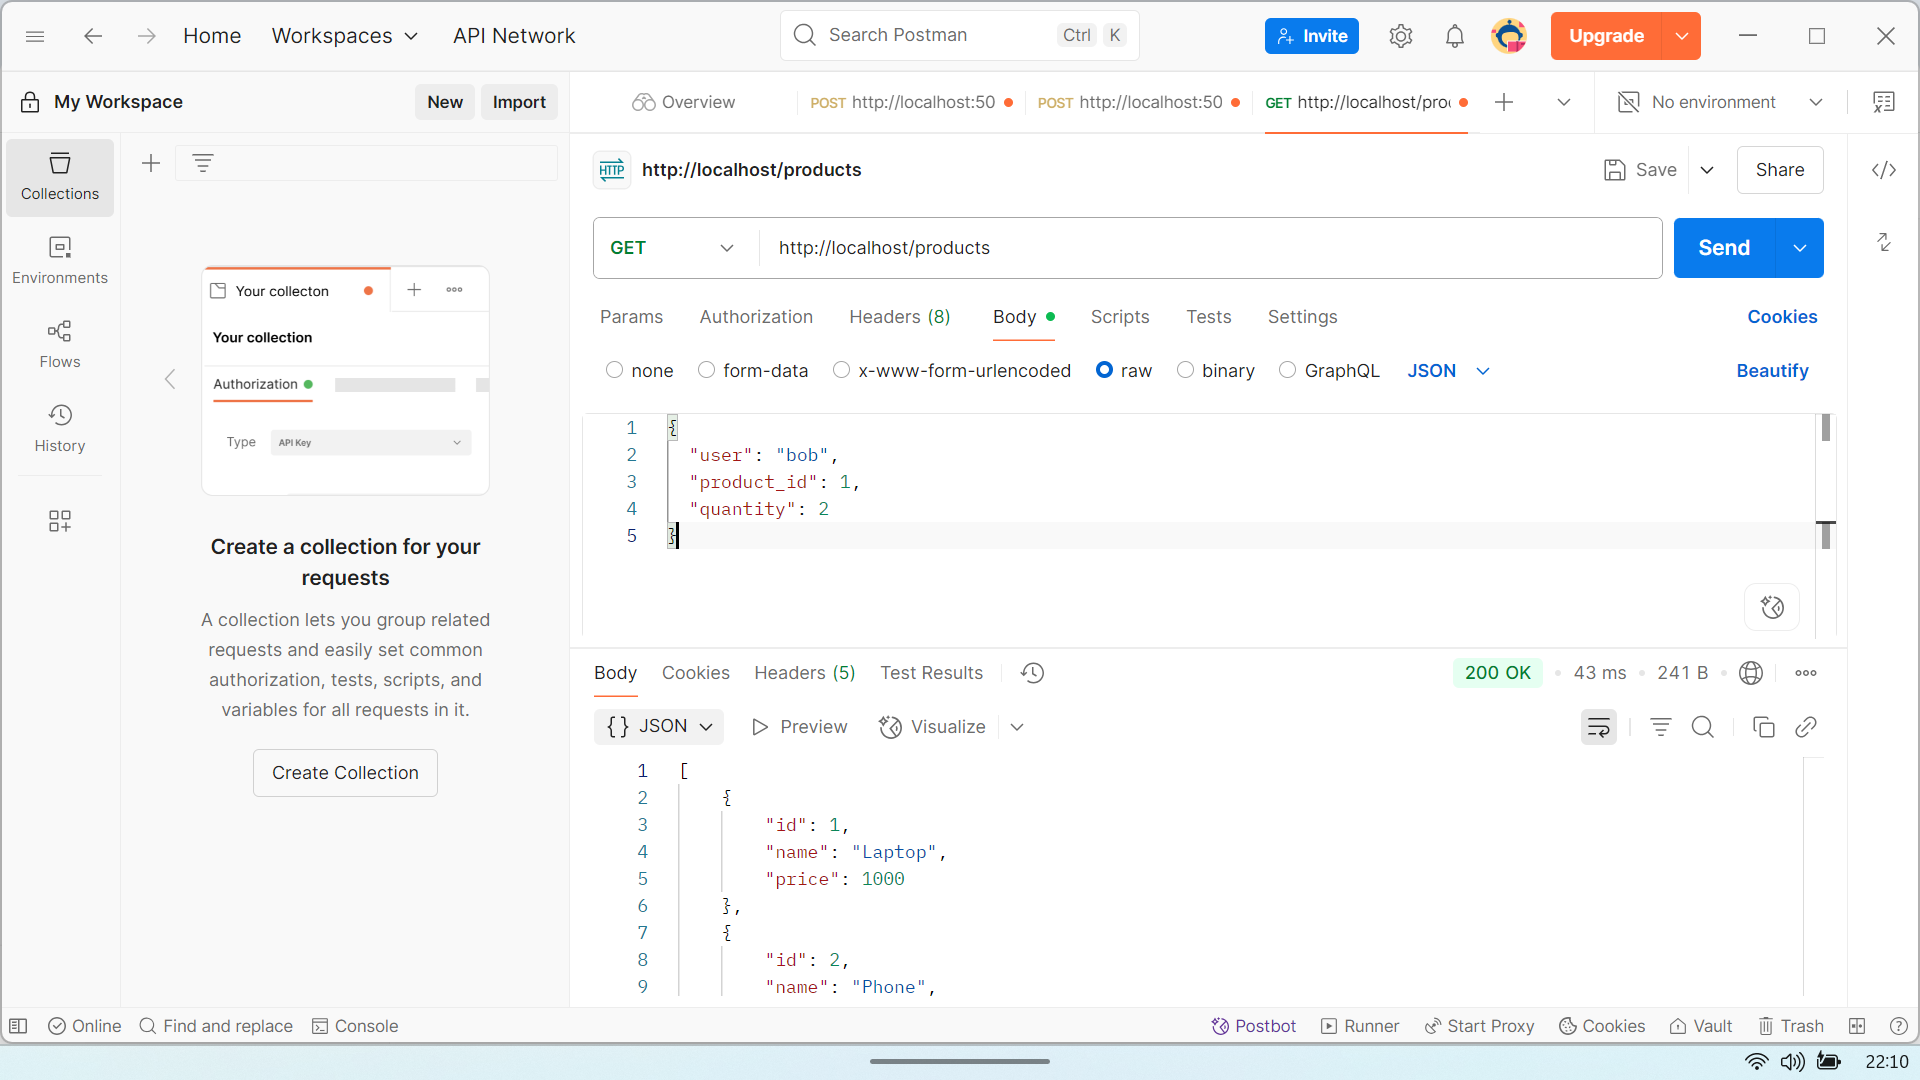 Home Workspaces API Network Search Postman Ctrl K Invite Upgrade
My Workspace New Import Overview POST http://localhost:50 POST http://localhost:50 GET http://localhost/pro No environment
Collections
Environments
Flows
History
Your collecton
Your collection
Authorization
Type API Key
Create a collection for your
requests
A collection lets you group related
requests and easily set common
authorization, tests, scripts, and
variables for all requests in it.
Create Collection
HTTP http://localhost/products Save Share
GET http://localhost/products Send
Params Authorization Headers (8) Body Scripts Tests Settings Cookies
none form-data x-www-form-urlencoded raw binary GraphQL JSON Beautify
1 {
2 "user": "bob",
3 "product_id": 1,
4 "quantity": 2
5 }
Body Cookies Headers (5) Test Results 200 OK 43 ms 241 B
{} JSON Preview Visualize
1 [
2 {
3 "id": 1,
4 "name": "Laptop",
5 "price": 1000
6 },
7 {
8 "id": 2,
9 "name": "Phone",
Online Find and replace Console Postbot Runner Start Proxy Cookies Vault Trash
22:10